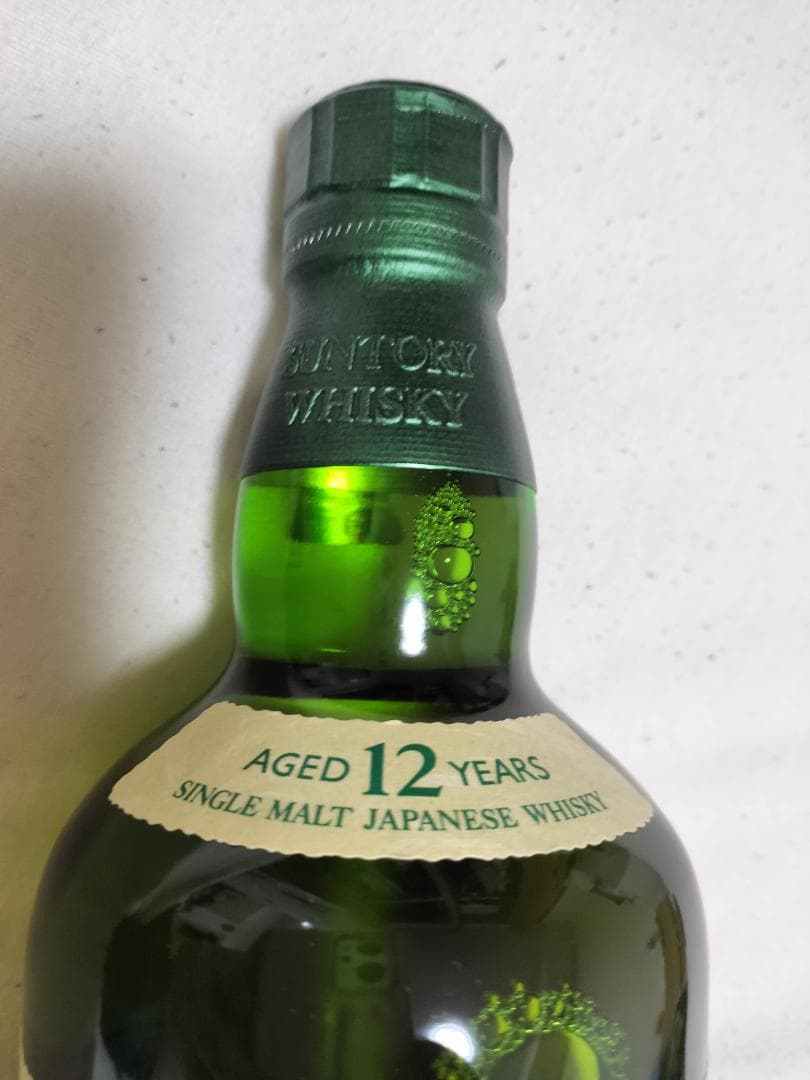 SUNTORY
WHISKY
AGED 12 YEARS
SINGLE MALT JAPANESE WHISKY